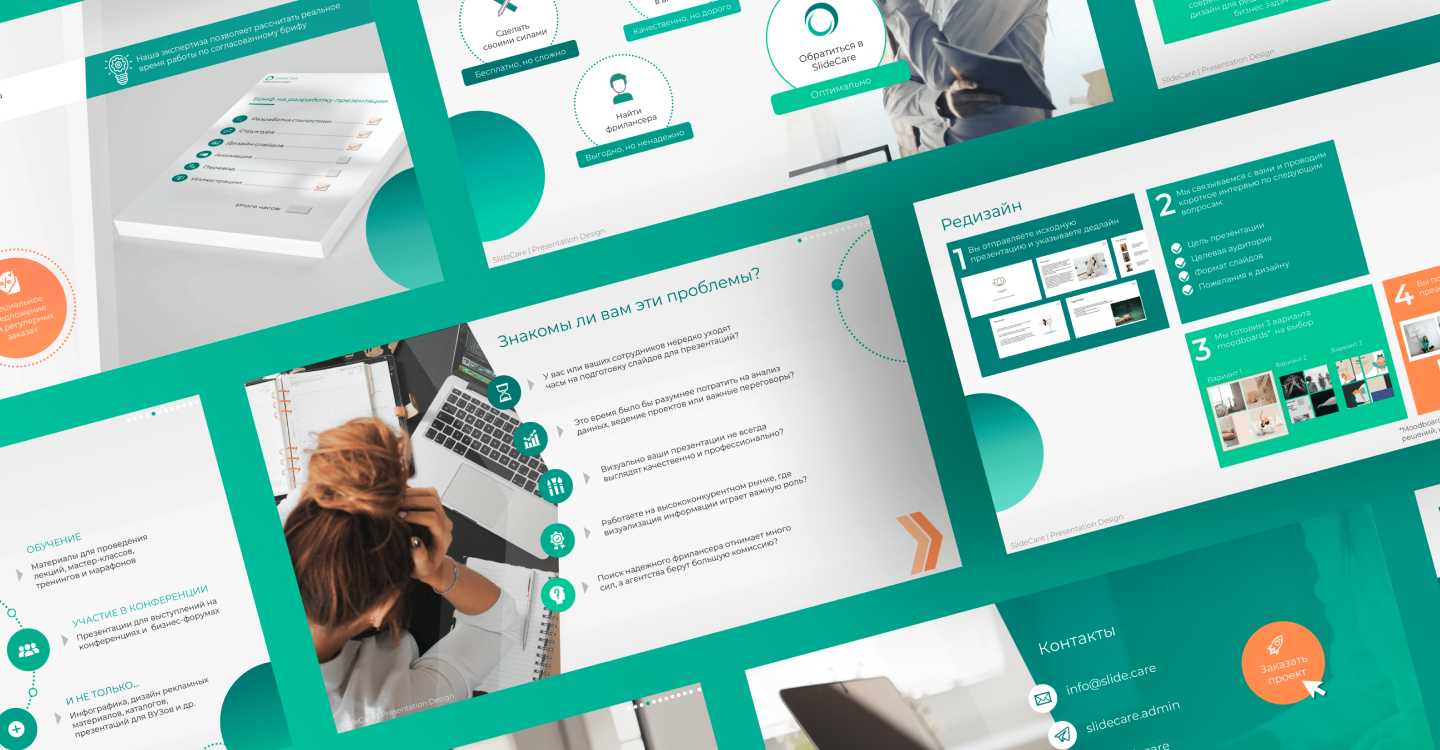 Наша экспертиза позволяет рассчитать реальное
время работы по согласованному брифу
SlideCare
Бриф на разработку презентации
Разработка стилистики
Структура
Дизайн слайдов
Анимация
Перевод
Иллюстрации
Итого часов:
предложение
регулярных
заказах
Сделать
своими силами
Бесплатно, но сложно
Качественно, но дорого
Найти
фрилансера
Выгодно, но ненадежно
Обратиться в
SlideCare
Оптимально
SlideCare | Presentation Design
дизайн для
бизнес
SlideCare | Presentation Design
Знакомы ли вам эти проблемы?
У вас или ваших сотрудников нередко уходят
часы на подготовку слайдов для презентаций?
Это время было бы разумнее потратить на анализ
данных, ведение проектов или важные переговоры?
Визуально ваши презентации не всегда
выглядят качественно и профессионально?
Работаете на высококонкурентном рынке, где
визуализация информации играет важную роль?
Поиск надежного фрилансера отнимает много
сил, а агентства берут большую комиссию?
SlideCare | Presentation Design
Редизайн
1
Вы отправляете исходную
презентацию и указываете дедлайн
2
Мы связываемся с вами и проводим
короткое интервью по следующим
вопросам:
Цель презентации
Целевая аудитория
Формат слайдов
Пожелания к дизайну
3
Мы готовим 3 варианта
moodboards* на выбор
Вариант 1
Вариант 2
Вариант 3
4
Вы
*Moodboard
решений,
SlideCare | Presentation Design
ОБУЧЕНИЕ
Материалы для проведения
лекций, мастер-классов,
тренингов и марафонов
УЧАСТИЕ В КОНФЕРЕНЦИИ
Презентации для выступлений на
конференциях и бизнес-форумах
И НЕ ТОЛЬКО...
Инфографика, дизайн рекламных
материалов, каталогов,
презентаций для ВУЗов и др.
Контакты
info@slide.care
slidecare.admin
Заказать
проект